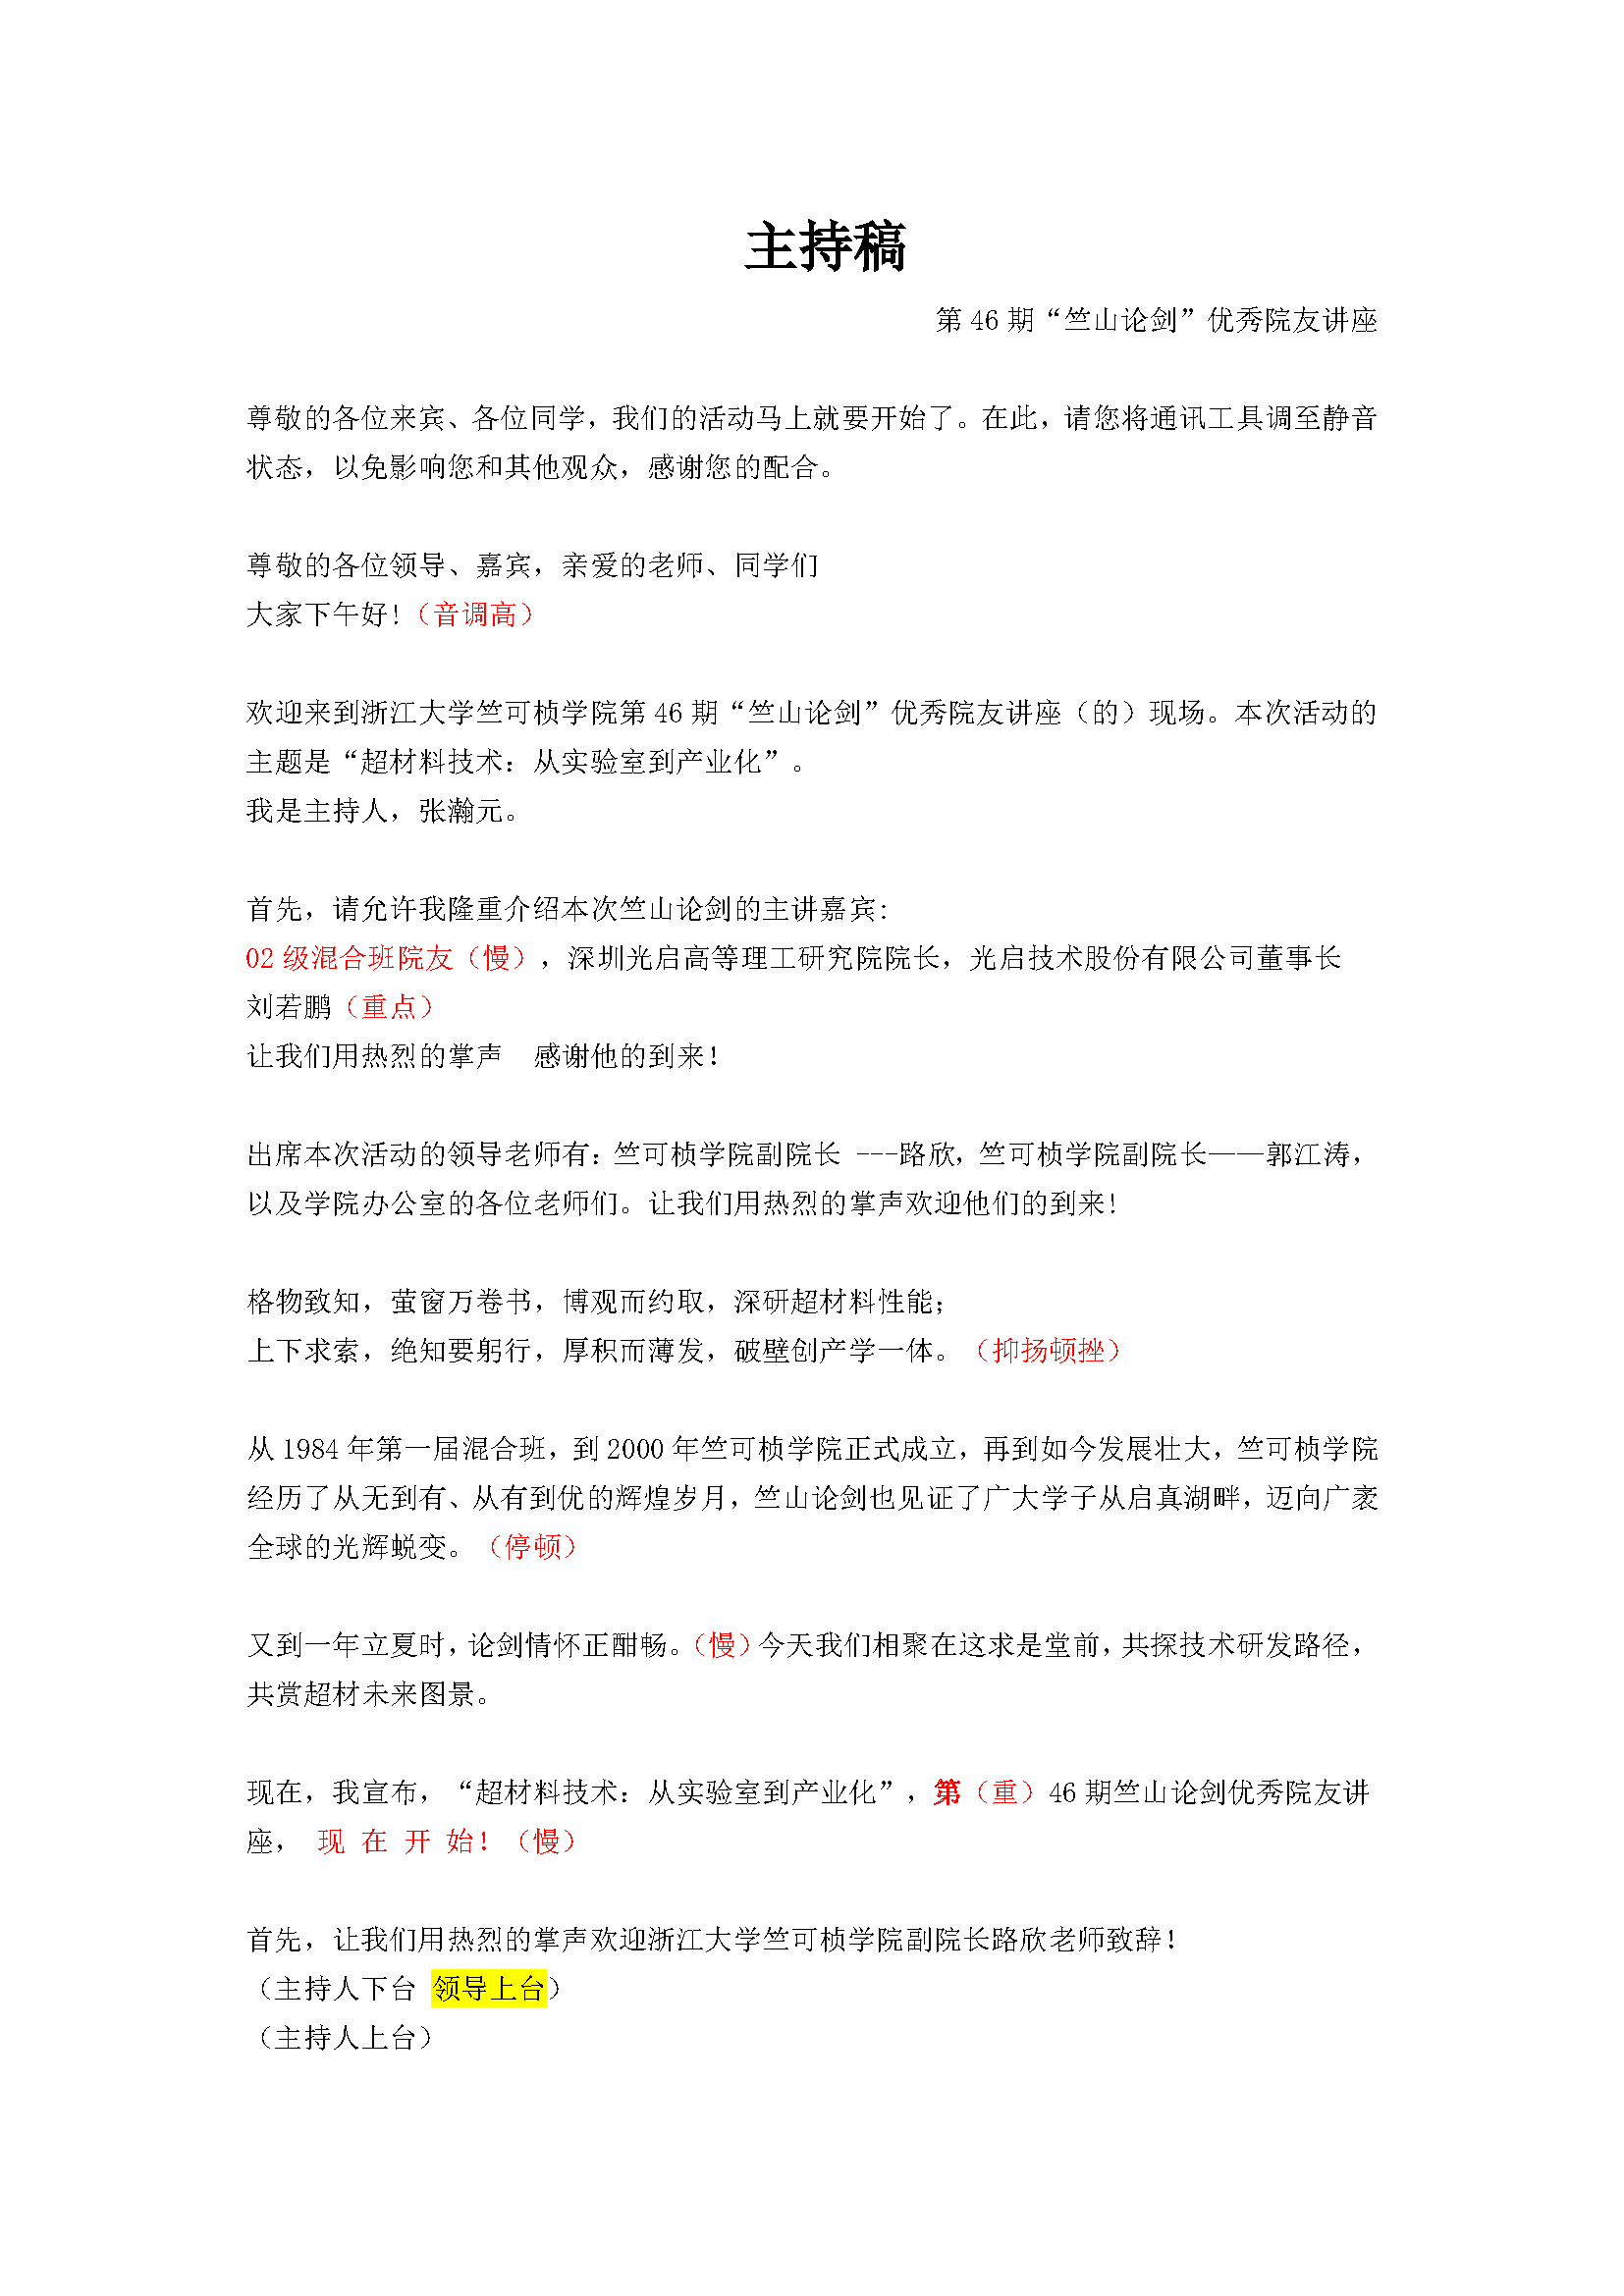 主持稿
第 46 期“竺山论剑”优秀院友讲座
尊敬的各位来宾、各位同学，我们的活动马上就要开始了。在此，请您将通讯工具调至静音
状态，以免影响您和其他观众，感谢您的配合。
尊敬的各位领导、嘉宾，亲爱的老师、同学们
大家下午好！（音调高）
欢迎来到浙江大学竺可桢学院第 46 期“竺山论剑”优秀院友讲座（的）现场。本次活动的
主题是“超材料技术：从实验室到产业化”。
我是主持人，张瀚元。
首先，请允许我隆重介绍本次竺山论剑的主讲嘉宾：
02 级混合班院友（慢），深圳光启高等理工研究院院长，光启技术股份有限公司董事长
刘若鹏（重点）
让我们用热烈的掌声　感谢他的到来！
出席本次活动的领导老师有：竺可桢学院副院长 ---路欣，竺可桢学院副院长——郭江涛，
以及学院办公室的各位老师们。让我们用热烈的掌声欢迎他们的到来！
格物致知，萤窗万卷书，博观而约取，深研超材料性能；
上下求索，绝知要躬行，厚积而薄发，破壁创产学一体。（抑扬顿挫）
从 1984 年第一届混合班，到 2000 年竺可桢学院正式成立，再到如今发展壮大，竺可桢学院
经历了从无到有、从有到优的辉煌岁月，竺山论剑也见证了广大学子从启真湖畔，迈向广袤
全球的光辉蜕变。（停顿）
又到一年立夏时，论剑情怀正酣畅。（慢）今天我们相聚在这求是堂前，共探技术研发路径，
共赏超材未来图景。
现在，我宣布，“超材料技术：从实验室到产业化”，第（重）46 期竺山论剑优秀院友讲
座， 现 在 开 始！（慢）
首先，让我们用热烈的掌声欢迎浙江大学竺可桢学院副院长路欣老师致辞！
（主持人下台 领导上台）
（主持人上台）